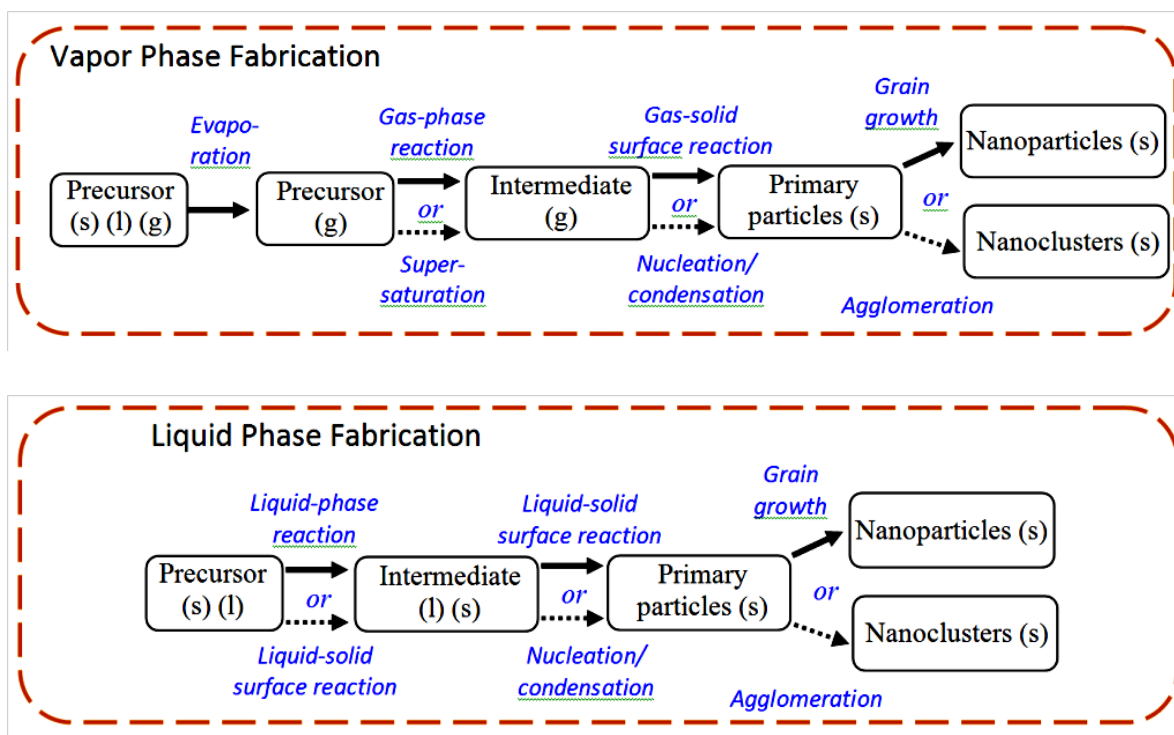 Vapor Phase Fabrication
Evapo-
ration
Gas-phase
reaction
Gas-solid
surface reaction
Grain
growth
Precursor
(s) (l) (g)
Precursor
(g)
or
Intermediate
(g)
or
Primary
particles (s)
or
Nanoparticles (s)
Nanoclusters (s)
Super-
saturation
Nucleation/
condensation
Agglomeration
Liquid Phase Fabrication
Liquid-phase
reaction
Liquid-solid
surface reaction
Grain
growth
Precursor
(s) (l)
or
Intermediate
(l) (s)
or
Primary
particles (s)
or
Nanoparticles (s)
Nanoclusters (s)
Liquid-solid
surface reaction
Nucleation/
condensation
Agglomeration